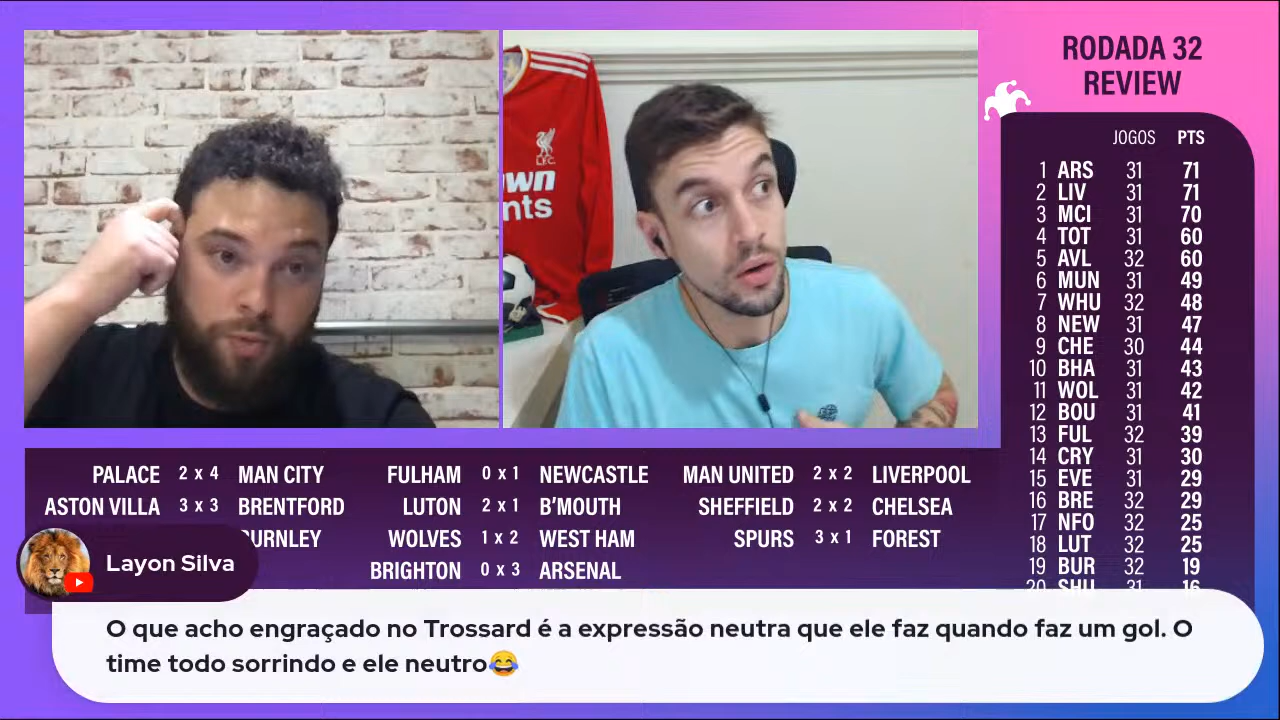 RODADA 32
REVIEW
JOGOS PTS
1 ARS 31 71
2 LIV 31 71
3 MCI 31 70
4 TOT 31 60
5 AVL 32 60
6 MUN 31 49
7 WHU 32 48
8 NEW 31 47
9 CHE 30 44
10 BHA 31 43
11 WOL 31 42
12 BOU 31 41
13 FUL 32 39
14 CRY 31 30
15 EVE 31 29
16 BRE 32 29
17 NFO 32 25
18 LUT 32 25
19 BUR 32 19
20 SHU 31 16
L.F.C.
wn
nts
PALACE 2 x 4 MAN CITY FULHAM 0 x 1 NEWCASTLE MAN UNITED 2 x 2 LIVERPOOL
ASTON VILLA 3 x 3 BRENTFORD LUTON 2 x 1 B'MOUTH SHEFFIELD 2 x 2 CHELSEA
BURNLEY WOLVES 1 x 2 WEST HAM SPURS 3 x 1 FOREST
BRIGHTON 0 x 3 ARSENAL
Layon Silva
O que acho engraçado no Trossard é a expressão neutra que ele faz quando faz um gol. O
time todo sorrindo e ele neutro😂